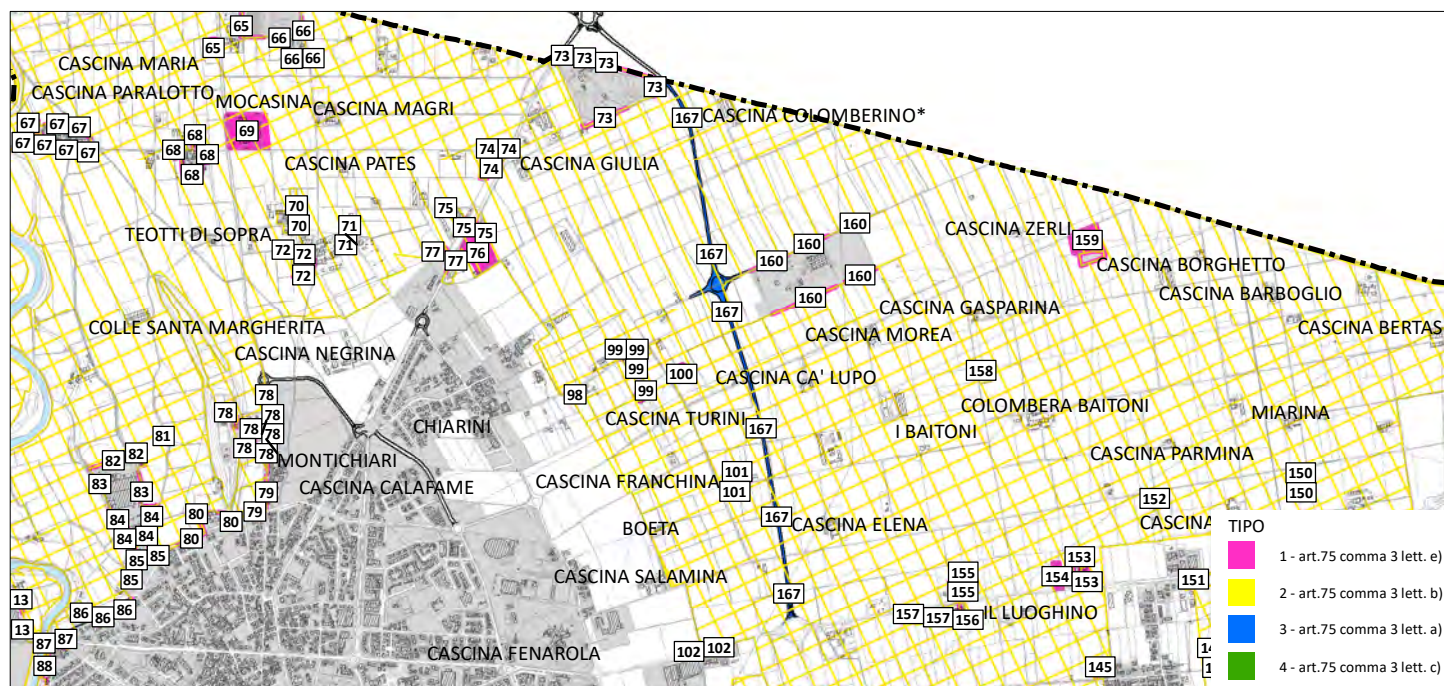 65
66
66
65
66 66
73 73 73
73
CASCINA MARIA
CASCINA PARALOTTO
MOCASINA
CASCINA MAGRI
73
167
CASCINA COLOMBERINO*
67 67 67
67 67 67 67
68
68 68
68
69
CASCINA PATES
74 74
74
CASCINA GIULIA
70
70
71
71
75
75 75
TEOTTI DI SOPRA
72 72
72
77
77
76
167
160
160
160
160
160
CASCINA ZERLI
159
CASCINA BORGHETTO
CASCINA BARBOGLIO
CASCINA GASPARINA
167
CASCINA BERTAS
COLLE SANTA MARGHERITA
CASCINA NEGRINA
CASCINA MOREA
99 99
99
99
100
98
CASCINA CA' LUPO
158
78
78 78
78 78
78 78
CASCINA TURINI
COLOMBERA BAITONI
MIARINA
CHIARINI
167
I BAITONI
81
82
83
83
MONTICHIARI
CASCINA PARMINA
79
79
CASCINA CALAFAME
CASCINA FRANCHINA
101
101
150
150
152
84 84
84 84
80
80
80
BOETA
167
CASCINA ELENA
CASCINA
85 85
85
CASCINA SALAMINA
155
155
153
154 153
151
13
13
86 86 86
167
157 157 156
IL LUOGHINO
87 87
88
CASCINA FENAROLA
102 102
145
TIPO
1 - art.75 comma 3 lett. e)
2 - art.75 comma 3 lett. b)
3 - art.75 comma 3 lett. a)
4 - art.75 comma 3 lett. c)